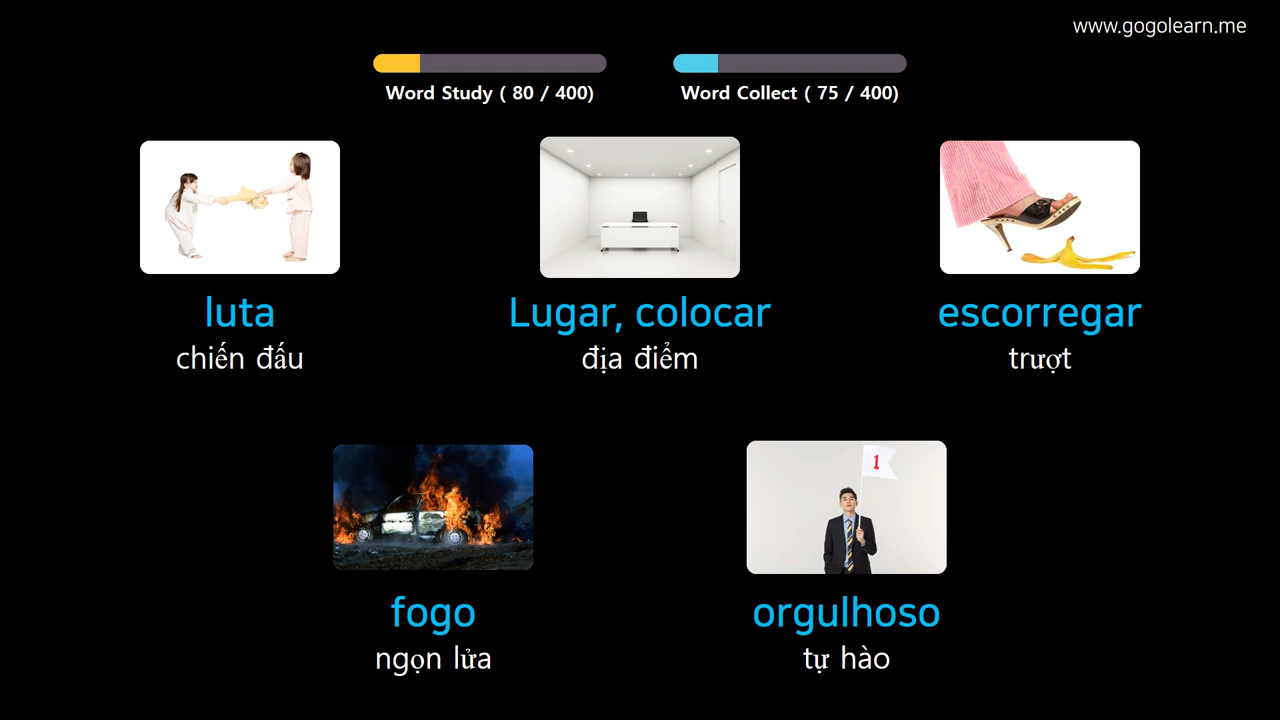 www.gogolearn.me
Word Study ( 80 / 400)
Word Collect ( 75 / 400)
luta
chiến đấu
Lugar, colocar
địa điểm
escorregar
trượt
1
fogo
ngọn lửa
orgulhoso
tự hào